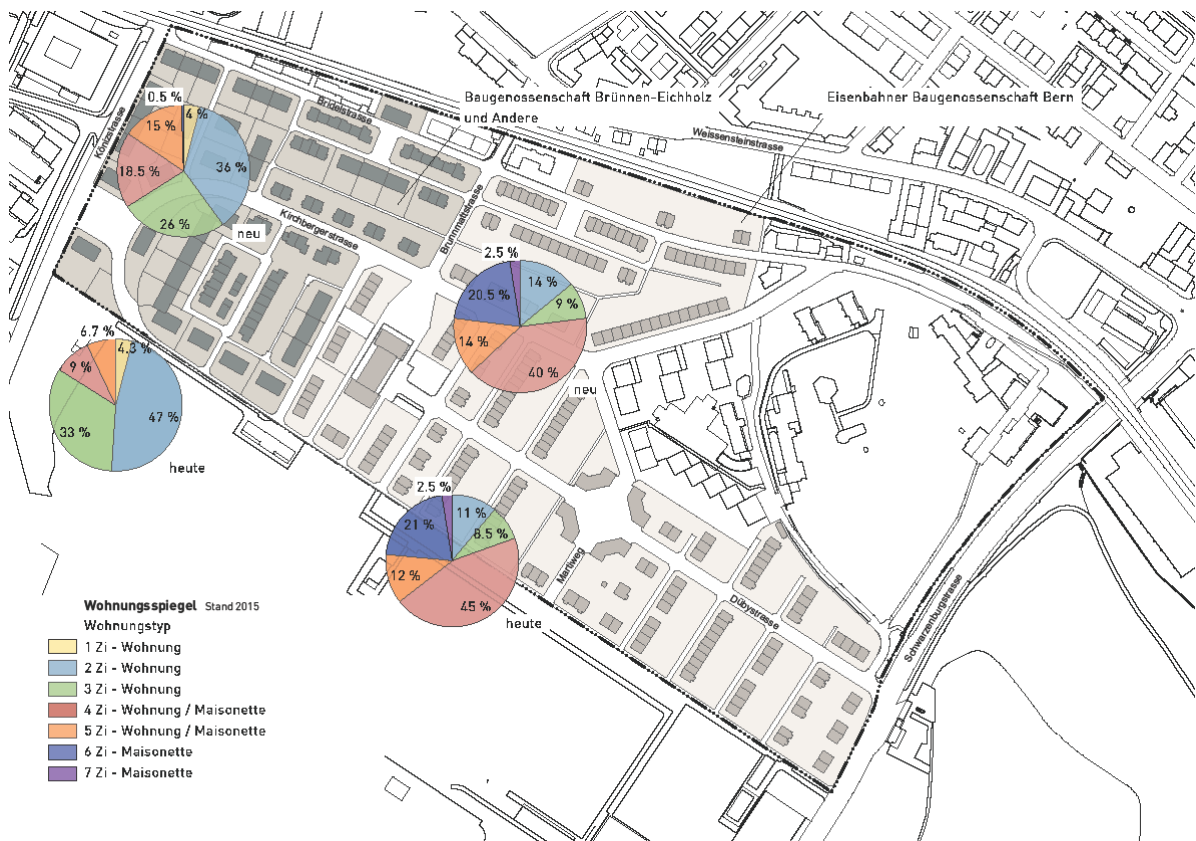 Baugenossenschaft Brünnen-Eichholz
und Andere
Eisenbahner Baugenossenschaft Bern
Weissensteinstrasse
Könizstrasse
Bridelstrasse
Kirchbergerstrasse
Brunnmattstrasse
0.5 %
4 %
15 %
36 %
18.5 %
26 %
neu
2.5 %
14 %
20.5 %
9 %
14 %
40 %
neu
6.7 %
4.3 %
9 %
47 %
33 %
heute
2.5 %
11 %
21 %
8.5 %
12 %
45 %
heute
Märtiweg
Dübystrasse
Schwarzenburgstrasse
Wohnungsspiegel Stand 2015
Wohnungstyp
1 Zi - Wohnung
2 Zi - Wohnung
3 Zi - Wohnung
4 Zi - Wohnung / Maisonette
5 Zi - Wohnung / Maisonette
6 Zi - Maisonette
7 Zi - Maisonette